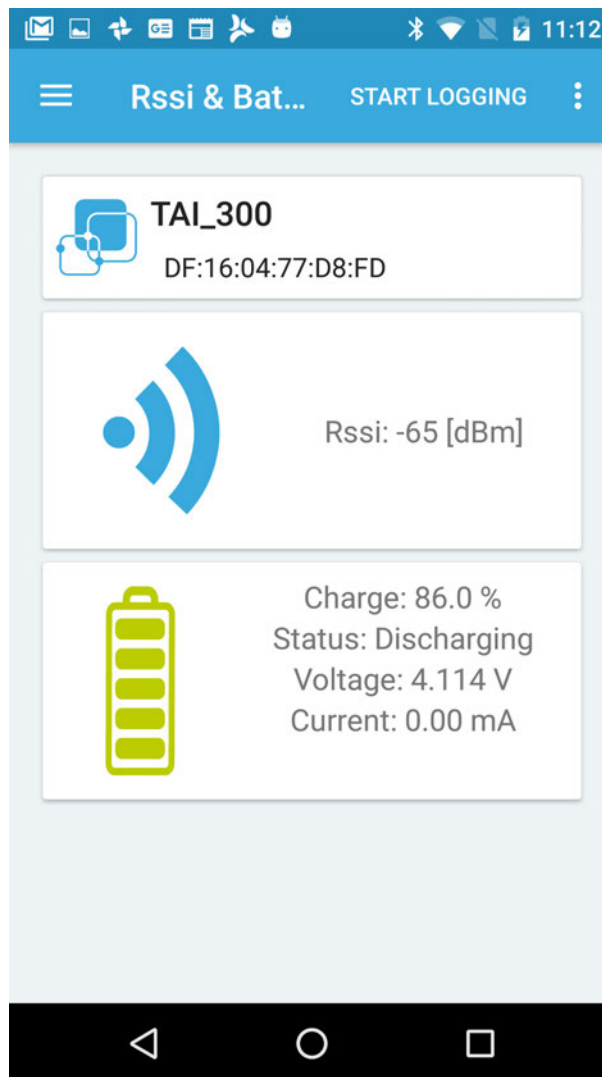 11:12
Rssi & Bat... START LOGGING
TAI_300
DF:16:04:77:D8:FD
Rssi: -65 [dBm]
Charge: 86.0 %
Status: Discharging
Voltage: 4.114 V
Current: 0.00 mA